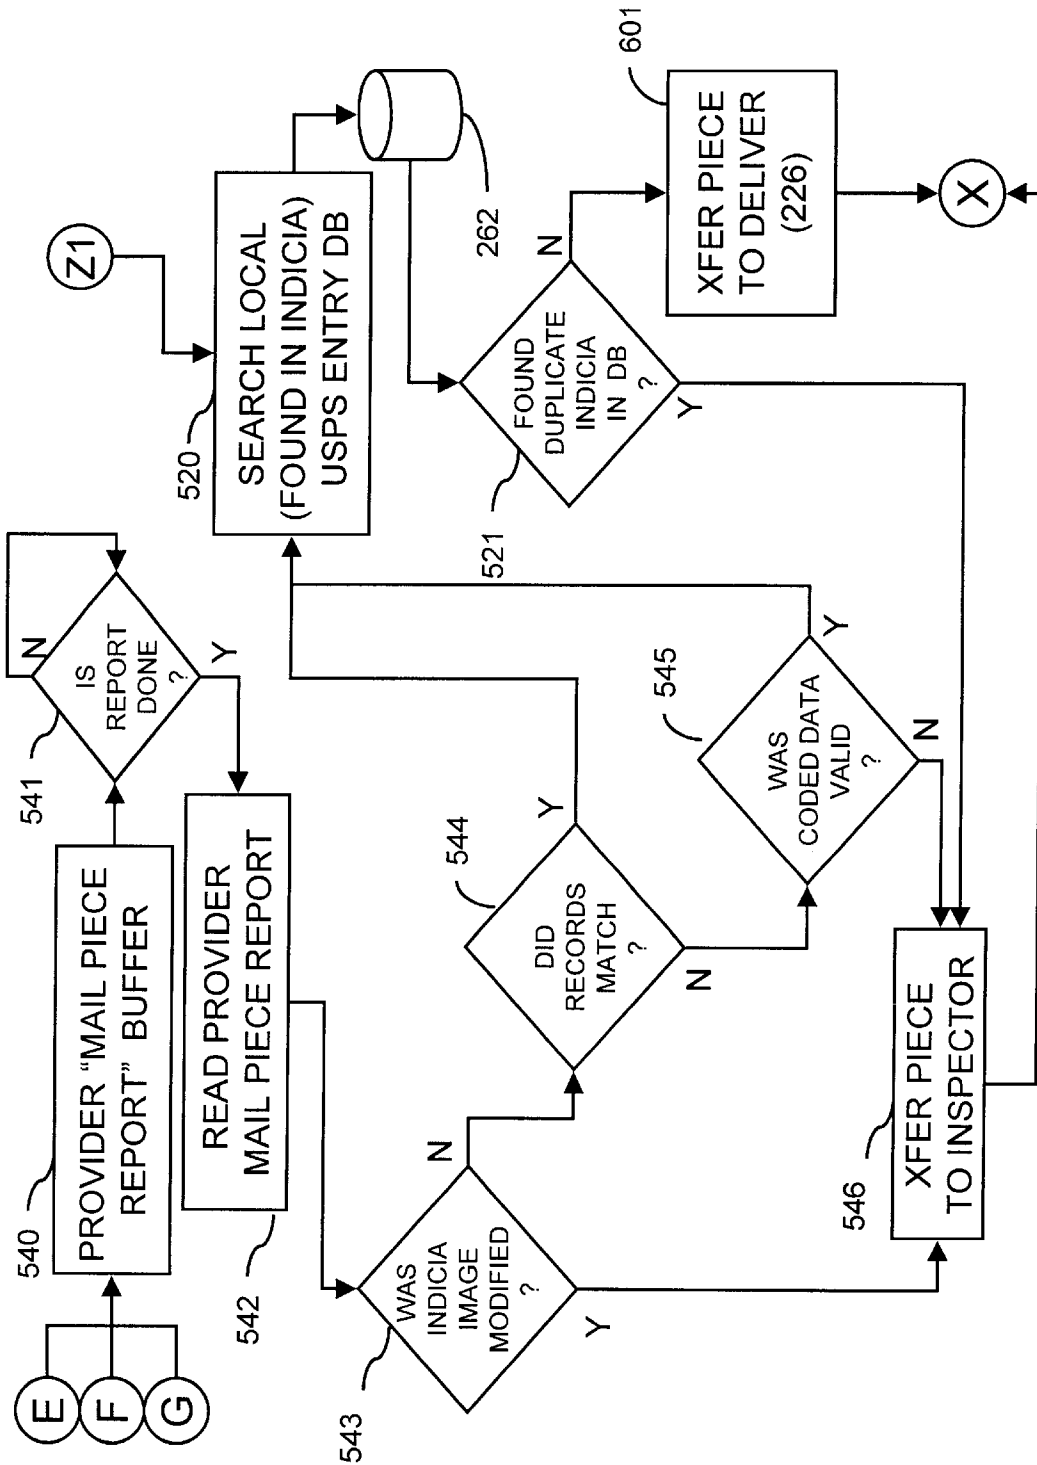 E
F
G
540
PROVIDER "MAIL PIECE
REPORT" BUFFER
541
IS
REPORT
DONE
?
N
Y
542
READ PROVIDER
MAIL PIECE REPORT
543
WAS
INDICIA
IMAGE
MODIFIED
?
N
Y
544
DID
RECORDS
MATCH
?
Y
N
545
WAS
CODED DATA
VALID
?
Y
N
546
XFER PIECE
TO INSPECTOR
Z1
520
SEARCH LOCAL
(FOUND IN INDICIA)
USPS ENTRY DB
262
521
FOUND
DUPLICATE
INDICIA
IN DB
?
N
Y
601
XFER PIECE
TO DELIVER
(226)
X